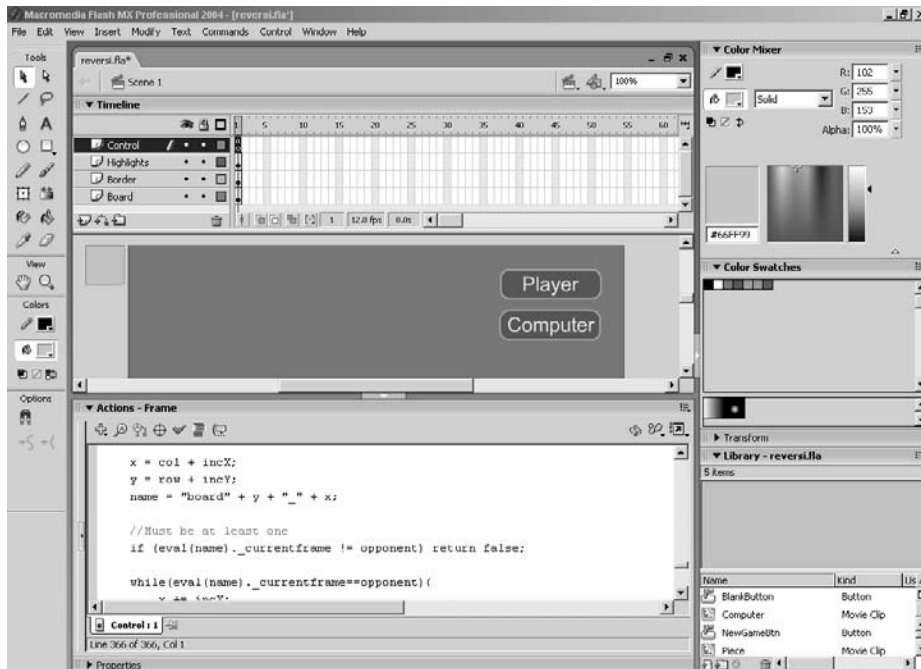 Macromedia Flash MX Professional 2004 - [reversi.fla*]
File Edit View Insert Modify Text Commands Control Window Help
Tools
View
Colors
Options
reversi.fla*
Scene 1
100%
Timeline
1 5 10 15 20 25 30 35 40 45 50 55 60
Control
Highlights
Border
Board
1 12.0 fps 0.0s
Player
Computer
Actions - Frame
x = col + incX;
y = row + incY;
name = "board" + y + "_" + x;
//Must be at least one
if (eval(name)._currentframe != opponent) return false;
while(eval(name)._currentframe==opponent){
x += incX;
Control : 1
Line 366 of 366, Col 1
Properties
Color Mixer
R: 102
Solid
G: 255
B: 153
Alpha: 100%
#66FF99
Color Swatches
Transform
Library - reversi.fla
5 items
Name Kind Us
BlankButton Button
Computer Movie Clip
NewGameBtn Button
Piece Movie Clip